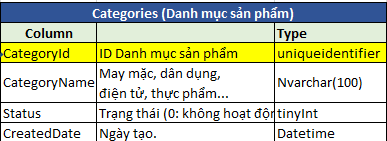 Categories (Danh mục sản phẩm)
Column Type
CategoryId ID Danh mục sản phẩm uniqueidentifier
CategoryName May mặc, dân dụng, điện tử, thực phẩm... Nvarchar(100)
Status Trạng thái (0: không hoạt độn tinyInt
CreatedDate Ngày tạo. Datetime